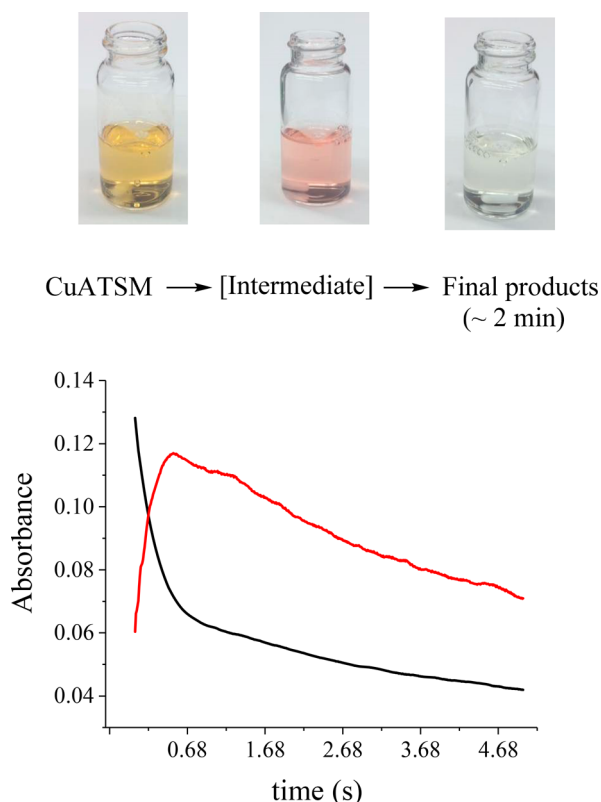 CuATSM → [Intermediate] → Final products
(~ 2 min)
0.14
0.12
0.10
0.08
0.06
0.04
Absorbance
0.68 1.68 2.68 3.68 4.68
time (s)